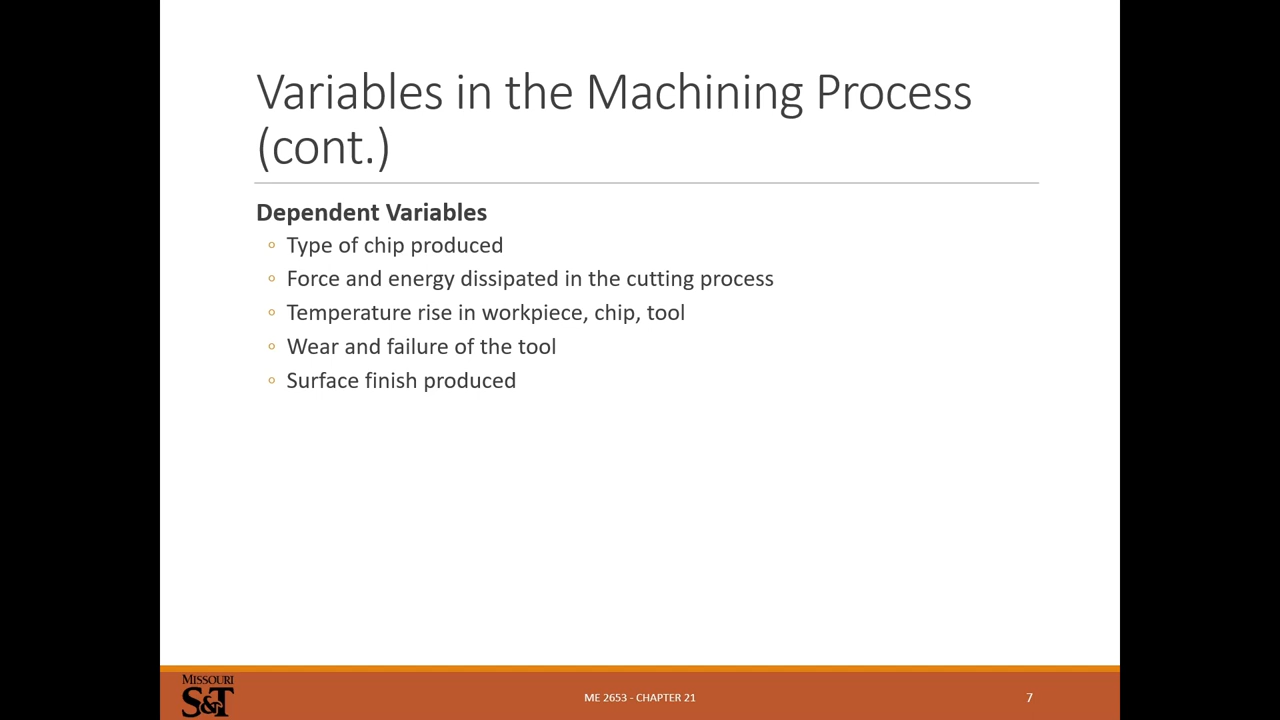 Variables in the Machining Process
(cont.)
Dependent Variables
◦ Type of chip produced
◦ Force and energy dissipated in the cutting process
◦ Temperature rise in workpiece, chip, tool
◦ Wear and failure of the tool
◦ Surface finish produced
MISSOURI
S&T
ME 2653 - CHAPTER 21
7